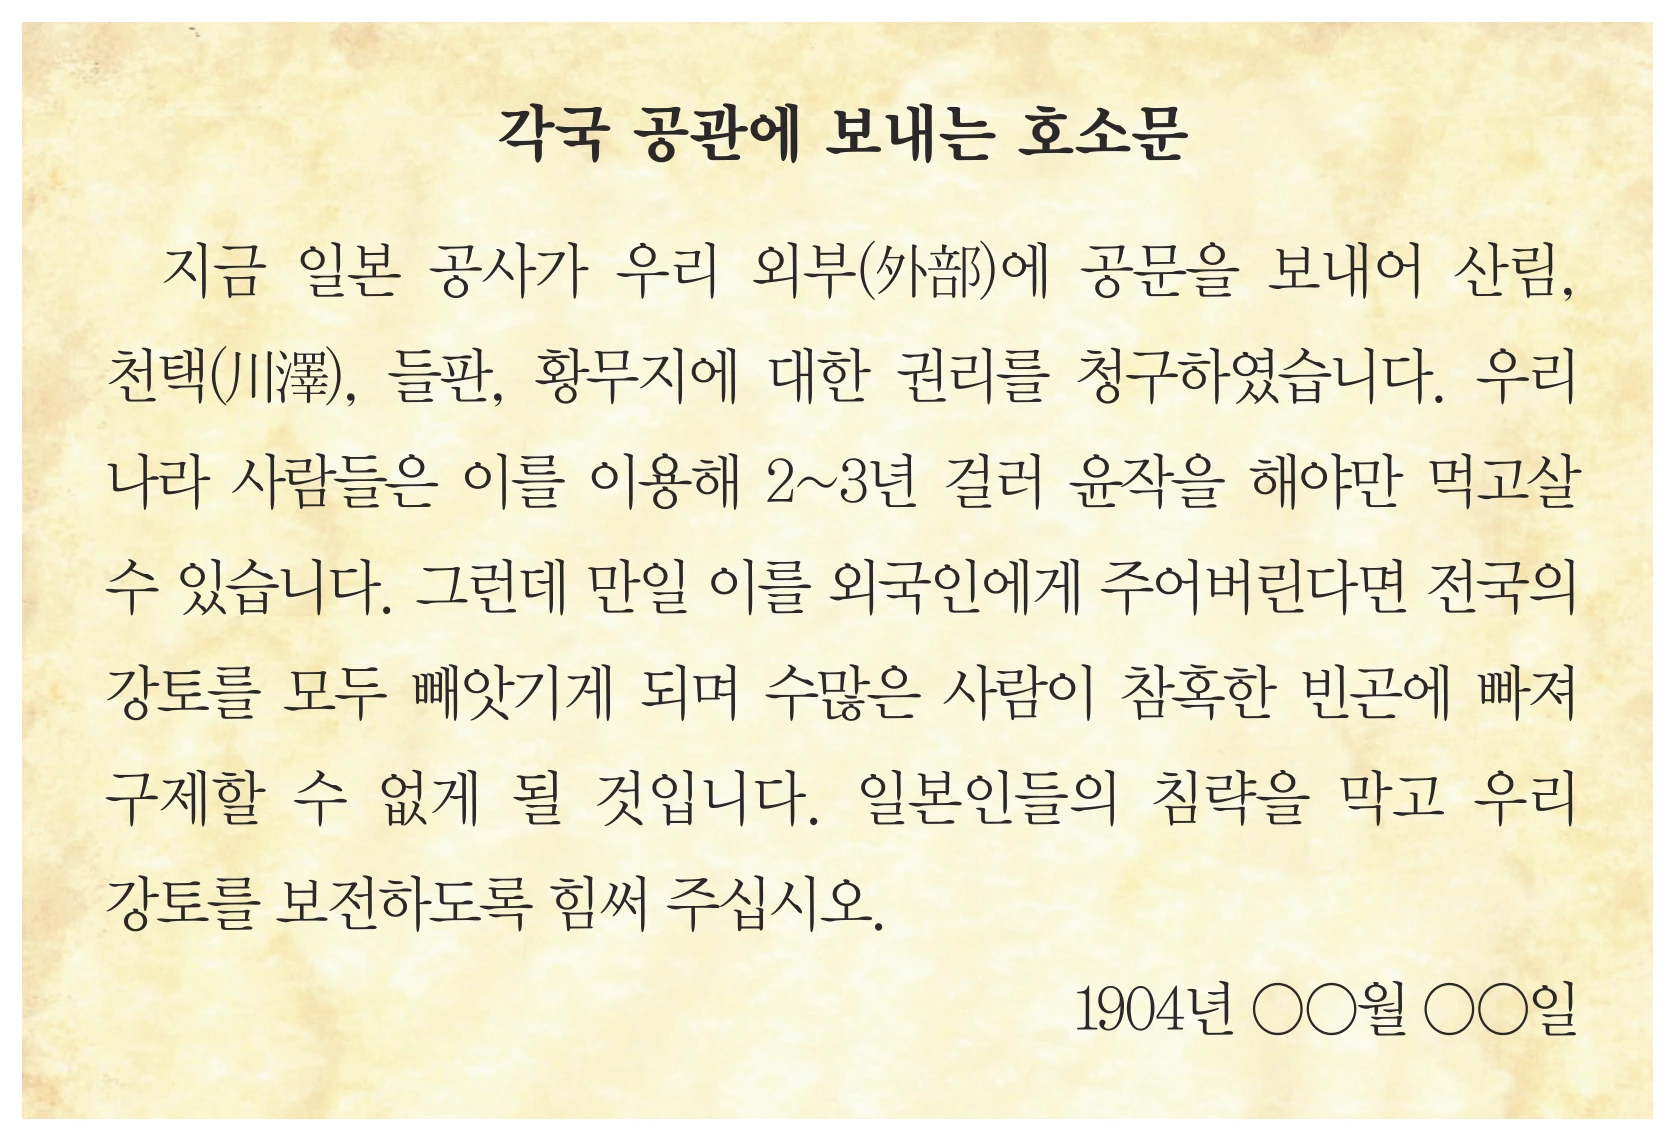 각국 공관에 보내는 호소문
지금 일본 공사가 우리 외부(外部)에 공문을 보내어 산림,
천택(川澤), 들판, 황무지에 대한 권리를 청구하였습니다. 우리
나라 사람들은 이를 이용해 2~3년 걸러 윤작을 해야만 먹고살
수 있습니다. 그런데 만일 이를 외국인에게 주어버린다면 전국의
강토를 모두 빼앗기게 되며 수많은 사람이 참혹한 빈곤에 빠져
구제할 수 없게 될 것입니다. 일본인들의 침략을 막고 우리
강토를 보전하도록 힘써 주십시오.
1904년 ○○월 ○○일